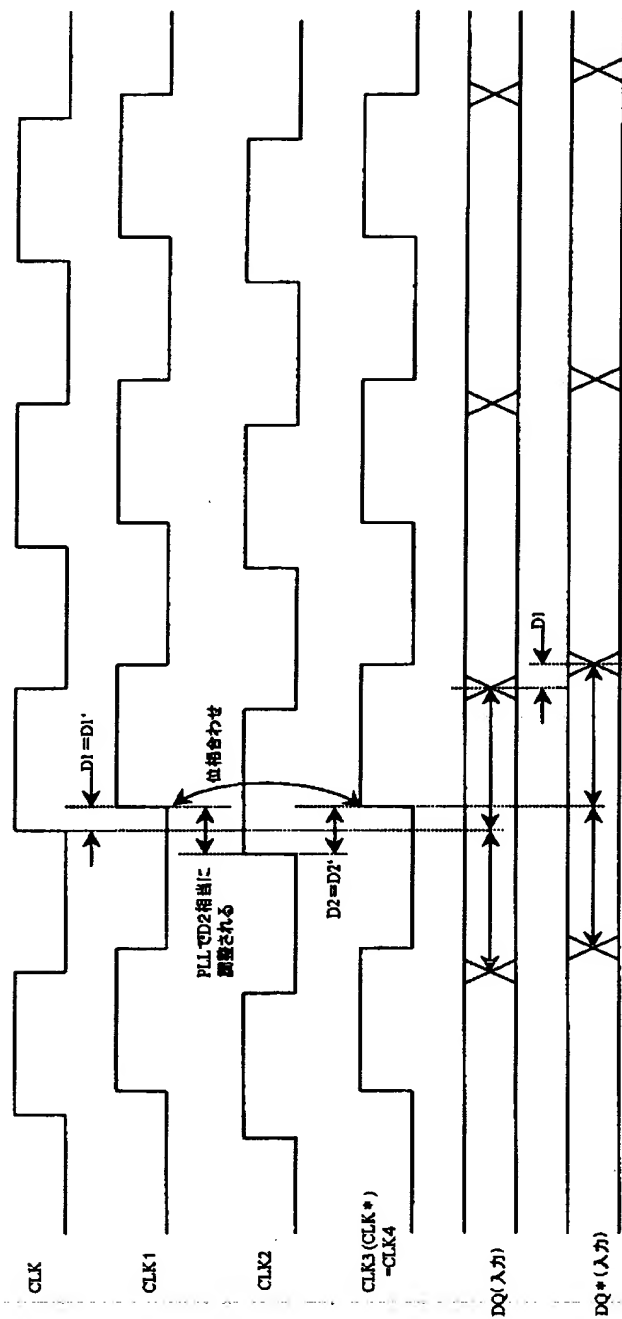 CLK
D1=D1'
CLK1
位相合わせ
PLLでD2相当に
調整される
CLK2
D2=D2'
CLK3(CLK*)
=CLK4
DQ(入力)
D1
DQ*(入力)